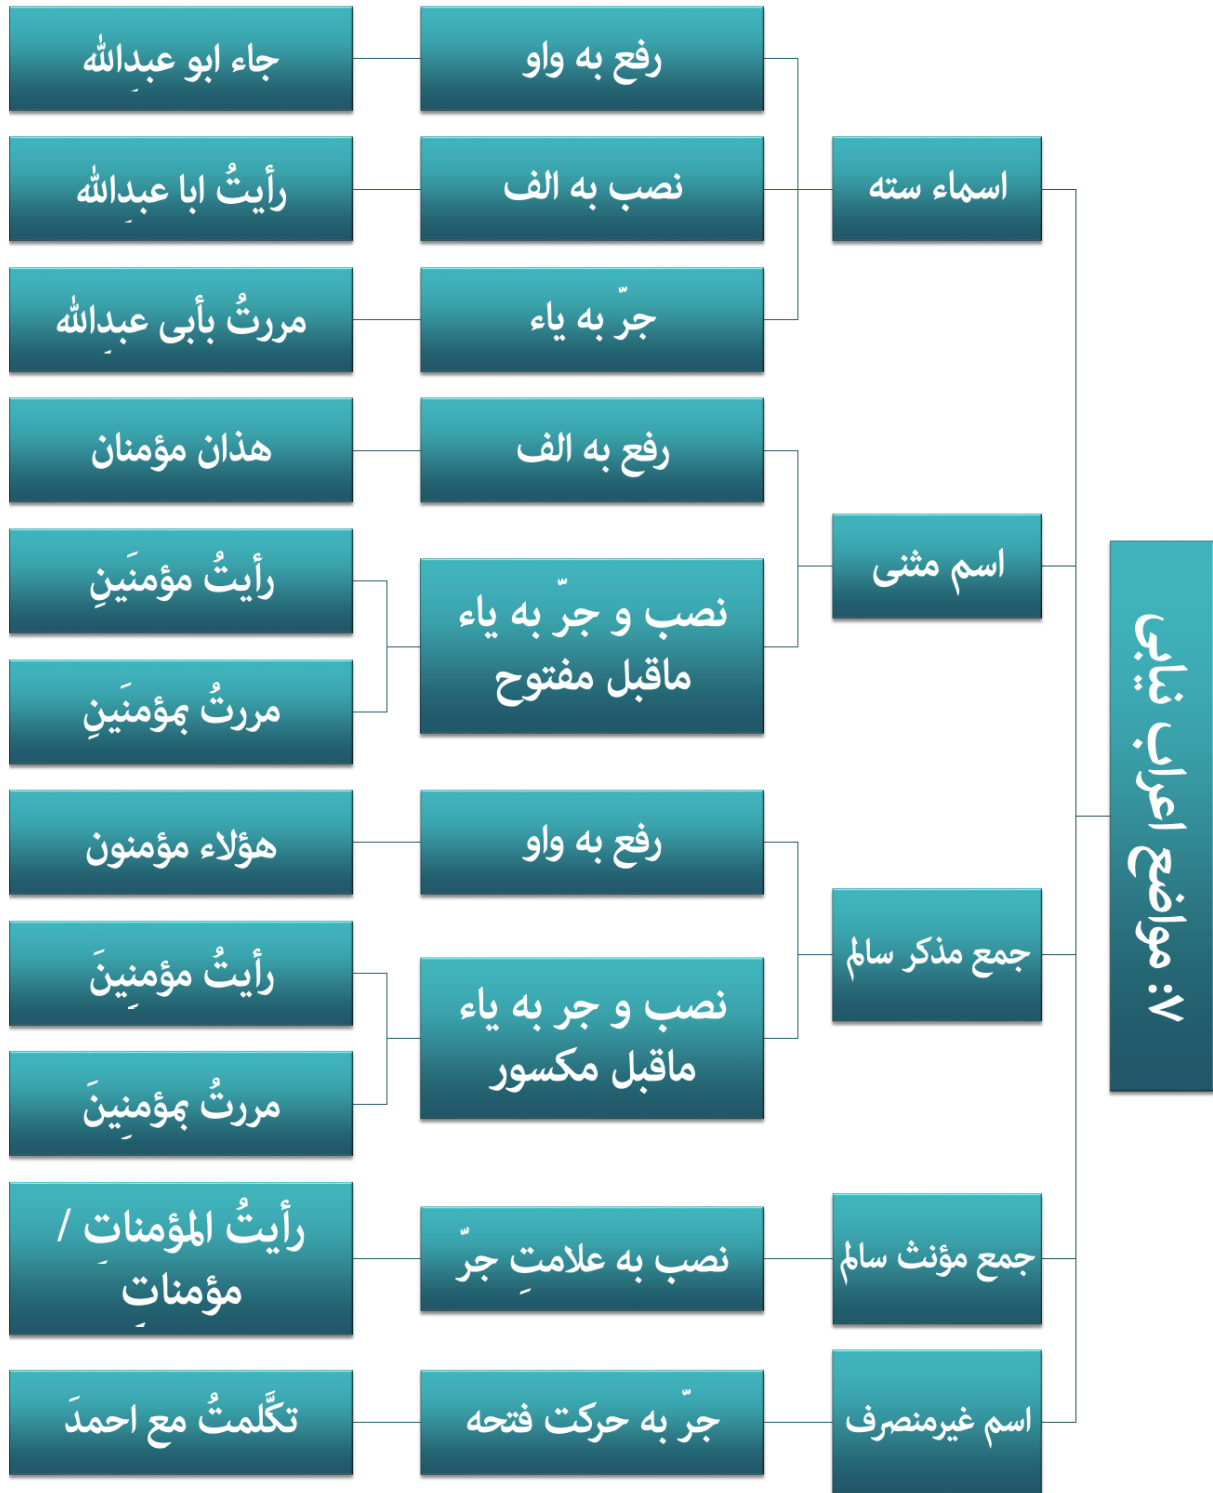 ۷: مواضع اعراب نیابی
اسماء سته
رفع به واو
جاء ابو عبدِالله
نصب به الف
رأیتُ ابا عبدِالله
جرّ به یاء
مررتُ بأبی عبدِالله
اسم مثنی
رفع به الف
هذان مؤمنان
نصب و جرّ به یاء
ماقبل مفتوح
رأیتُ مؤمنَینِ
مررتُ بمؤمنَینِ
جمع مذکر سالم
رفع به واو
هؤلاء مؤمنون
نصب و جر به یاء
ماقبل مکسور
رأیتُ مؤمنِینَ
مررتُ بمؤمنِینَ
جمع مؤنث سالم
نصب به علامتِ جرّ
رأیتُ المؤمناتِ /
مؤمناتٍ
اسم غیرمنصرف
جرّ به حرکت فتحه
تکَّلمتُ مع احمدَ